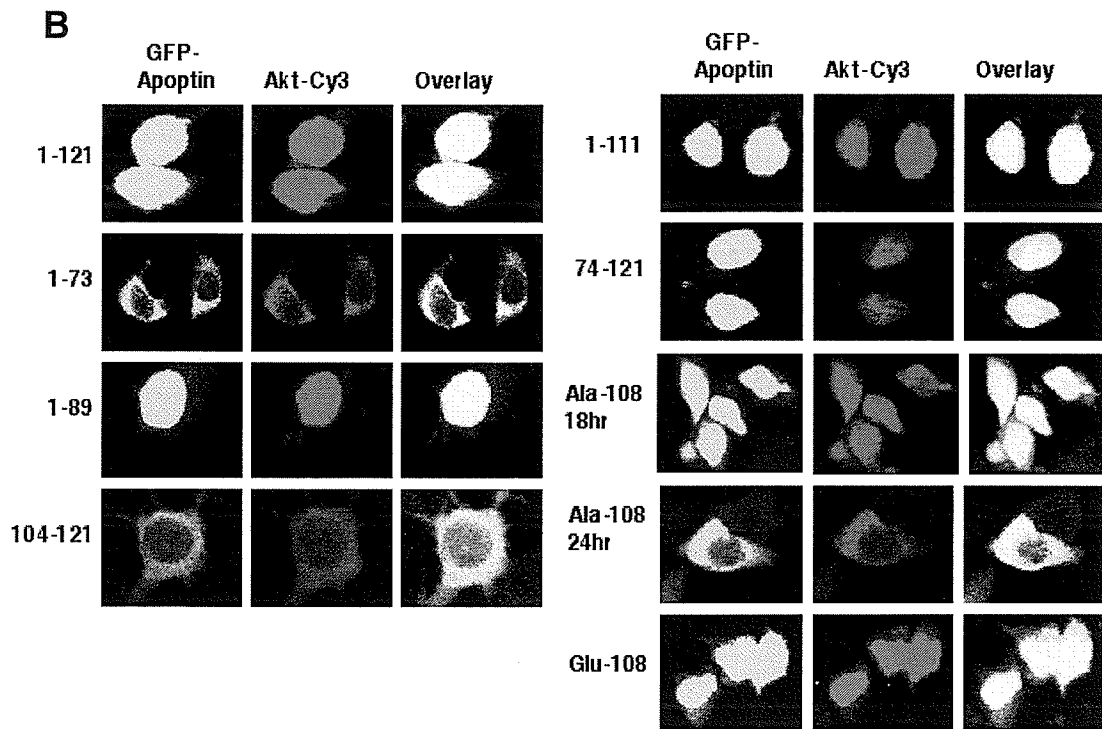 B
GFP-
Apoptin Akt-Cy3 Overlay
1-121
1-73
1-89
104-121
GFP-
Apoptin Akt-Cy3 Overlay
1-111
74-121
Ala-108
18hr
Ala-108
24hr
Glu-108